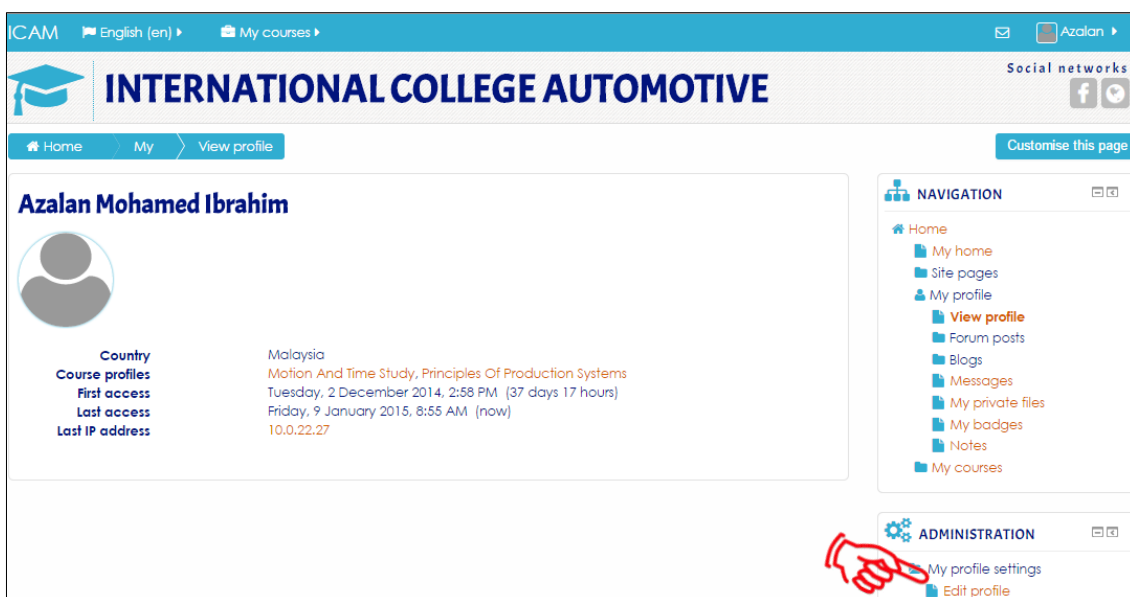 ICAM English (en) My courses Azalan
INTERNATIONAL COLLEGE AUTOMOTIVE
Social networks
Home My View profile
Customise this page
Azalan Mohamed Ibrahim
Country Malaysia
Course profiles Motion And Time Study, Principles Of Production Systems
First access Tuesday, 2 December 2014, 2:58 PM (37 days 17 hours)
Last access Friday, 9 January 2015, 8:55 AM (now)
Last IP address 10.0.22.27
NAVIGATION
Home
My home
Site pages
My profile
View profile
Forum posts
Blogs
Messages
My private files
My badges
Notes
My courses
ADMINISTRATION
My profile settings
Edit profile